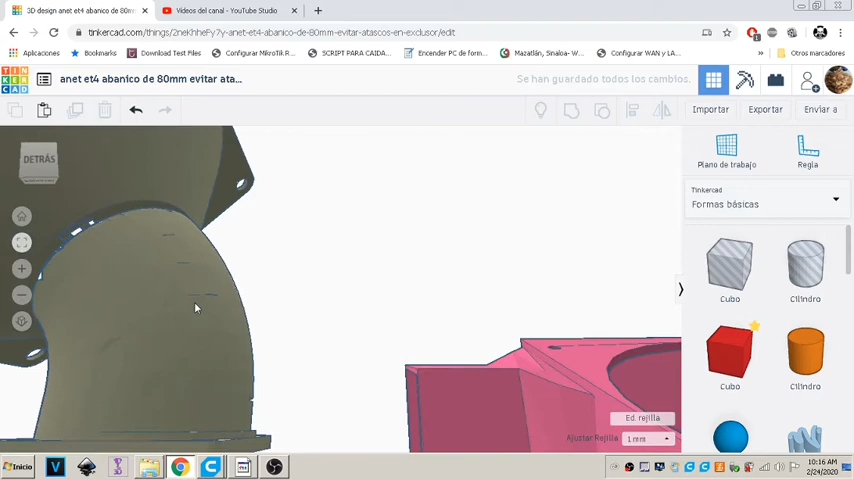 3D design anet et4 abanico de 80mm
Vídeos del canal - YouTube Studio
tinkercad.com/things/2neKhheFy7y-anet-et4-abanico-de-80mm-evitar-atascos-en-exclusor/edit
Aplicaciones
Bookmarks
Download Test Files
Configurar MikroTik R
SCRIPT PARA CAIDA...
Encender PC de form...
Mazatlán, Sinaloa- W...
Configurar WAN y LA...
Otros marcadores
TIN
KER
CAD
anet et4 abanico de 80mm evitar ata...
Se han guardado todos los cambios.
Importar
Exportar
Enviar a
DETRÁS
Plano de trabajo
Regla
Tinkercad
Formas básicas
Cubo
Cilindro
Cubo
Cilindro
Ed. rejilla
Ajustar Rejilla
1 mm
Inicio
10:16 AM
2/24/2020